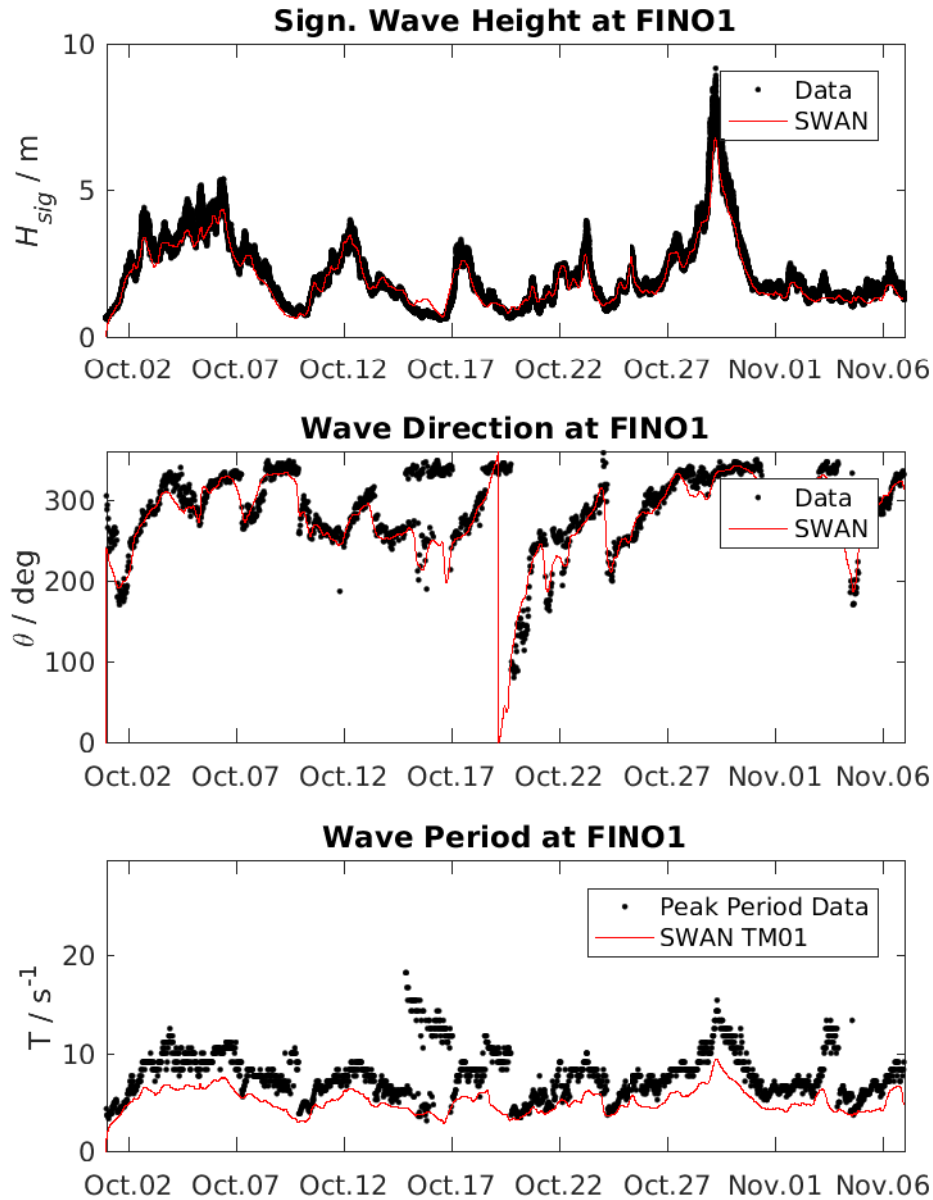 Sign. Wave Height at FINO1
10
5
0
H_sig / m
Data
SWAN
Oct.02 Oct.07 Oct.12 Oct.17 Oct.22 Oct.27 Nov.01 Nov.06
Wave Direction at FINO1
300
200
100
0
θ / deg
Data
SWAN
Oct.02 Oct.07 Oct.12 Oct.17 Oct.22 Oct.27 Nov.01 Nov.06
Wave Period at FINO1
20
10
0
T / s⁻¹
Peak Period Data
SWAN TM01
Oct.02 Oct.07 Oct.12 Oct.17 Oct.22 Oct.27 Nov.01 Nov.06